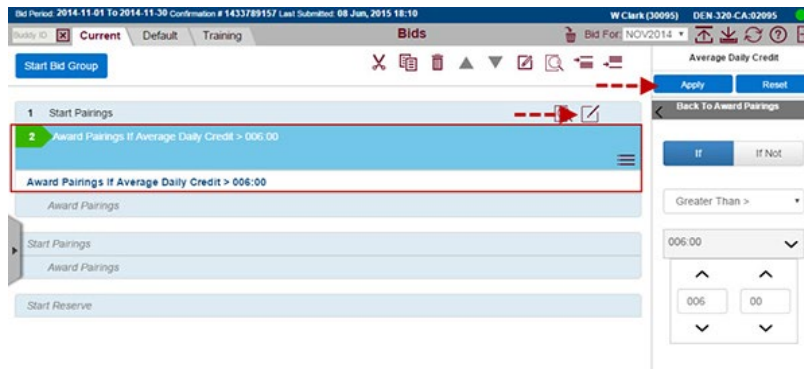 Bid Period: 2014-11-01 To 2014-11-30 Confirmation # 1433789157 Last Submitted: 08 Jun, 2015 18:10 W Clark (30095) DEN-320-CA:02095
Buddy ID Current Default Training Bids Bid For: NOV2014
Start Bid Group
Average Daily Credit
Apply Reset
Back To Award Pairings
1 Start Pairings
2 Award Pairings If Average Daily Credit > 006:00
If If Not
Award Pairings If Average Daily Credit > 006:00
Award Pairings
Greater Than >
Start Pairings
006:00
Award Pairings
006 00
Start Reserve